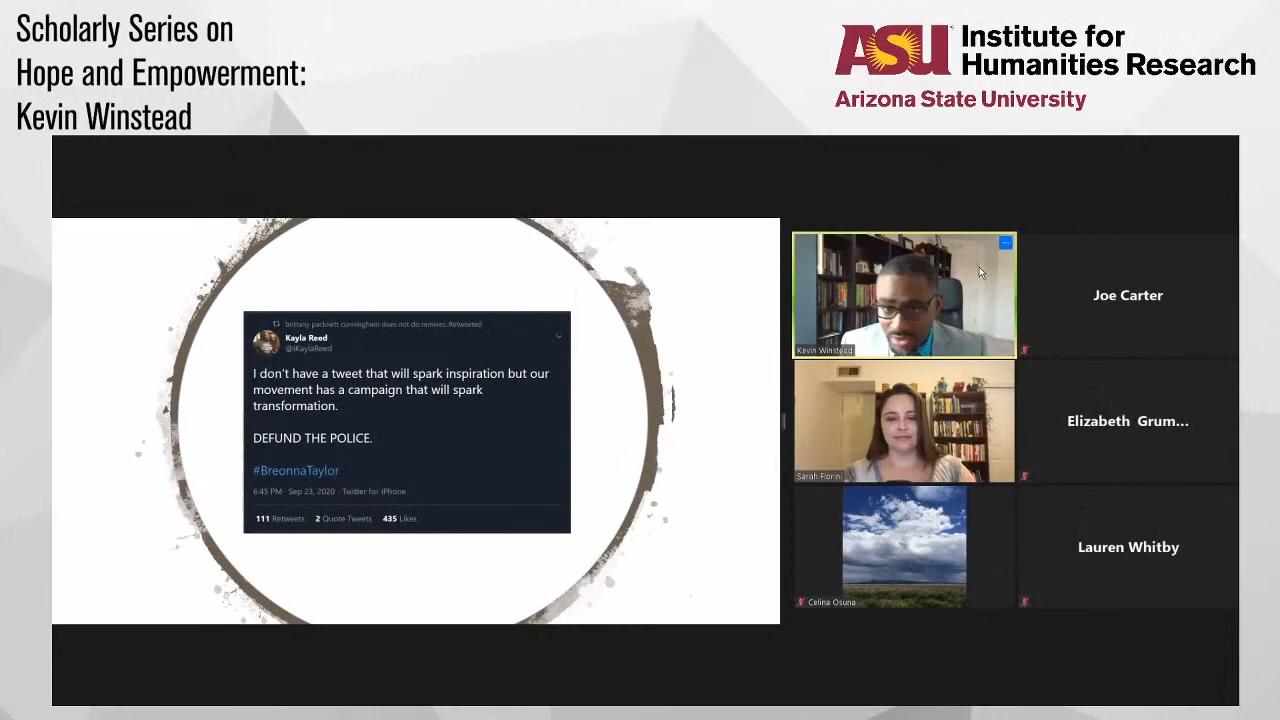 Scholarly Series on
Hope and Empowerment:
Kevin Winstead
ASU
Institute for
Humanities Research
Arizona State University
brittany packnett cunningham does not do remixes. Retweeted
Kayla Reed
@iKaylaReed
I don't have a tweet that will spark inspiration but our
movement has a campaign that will spark
transformation.
DEFUND THE POLICE.
#BreonnaTaylor
6:45 PM · Sep 23, 2020 · Twitter for iPhone
111 Retweets 2 Quote Tweets 435 Likes
Kevin Winstead
Joe Carter
Sarah Florini
Elizabeth Grum...
Celina Osuna
Lauren Whitby